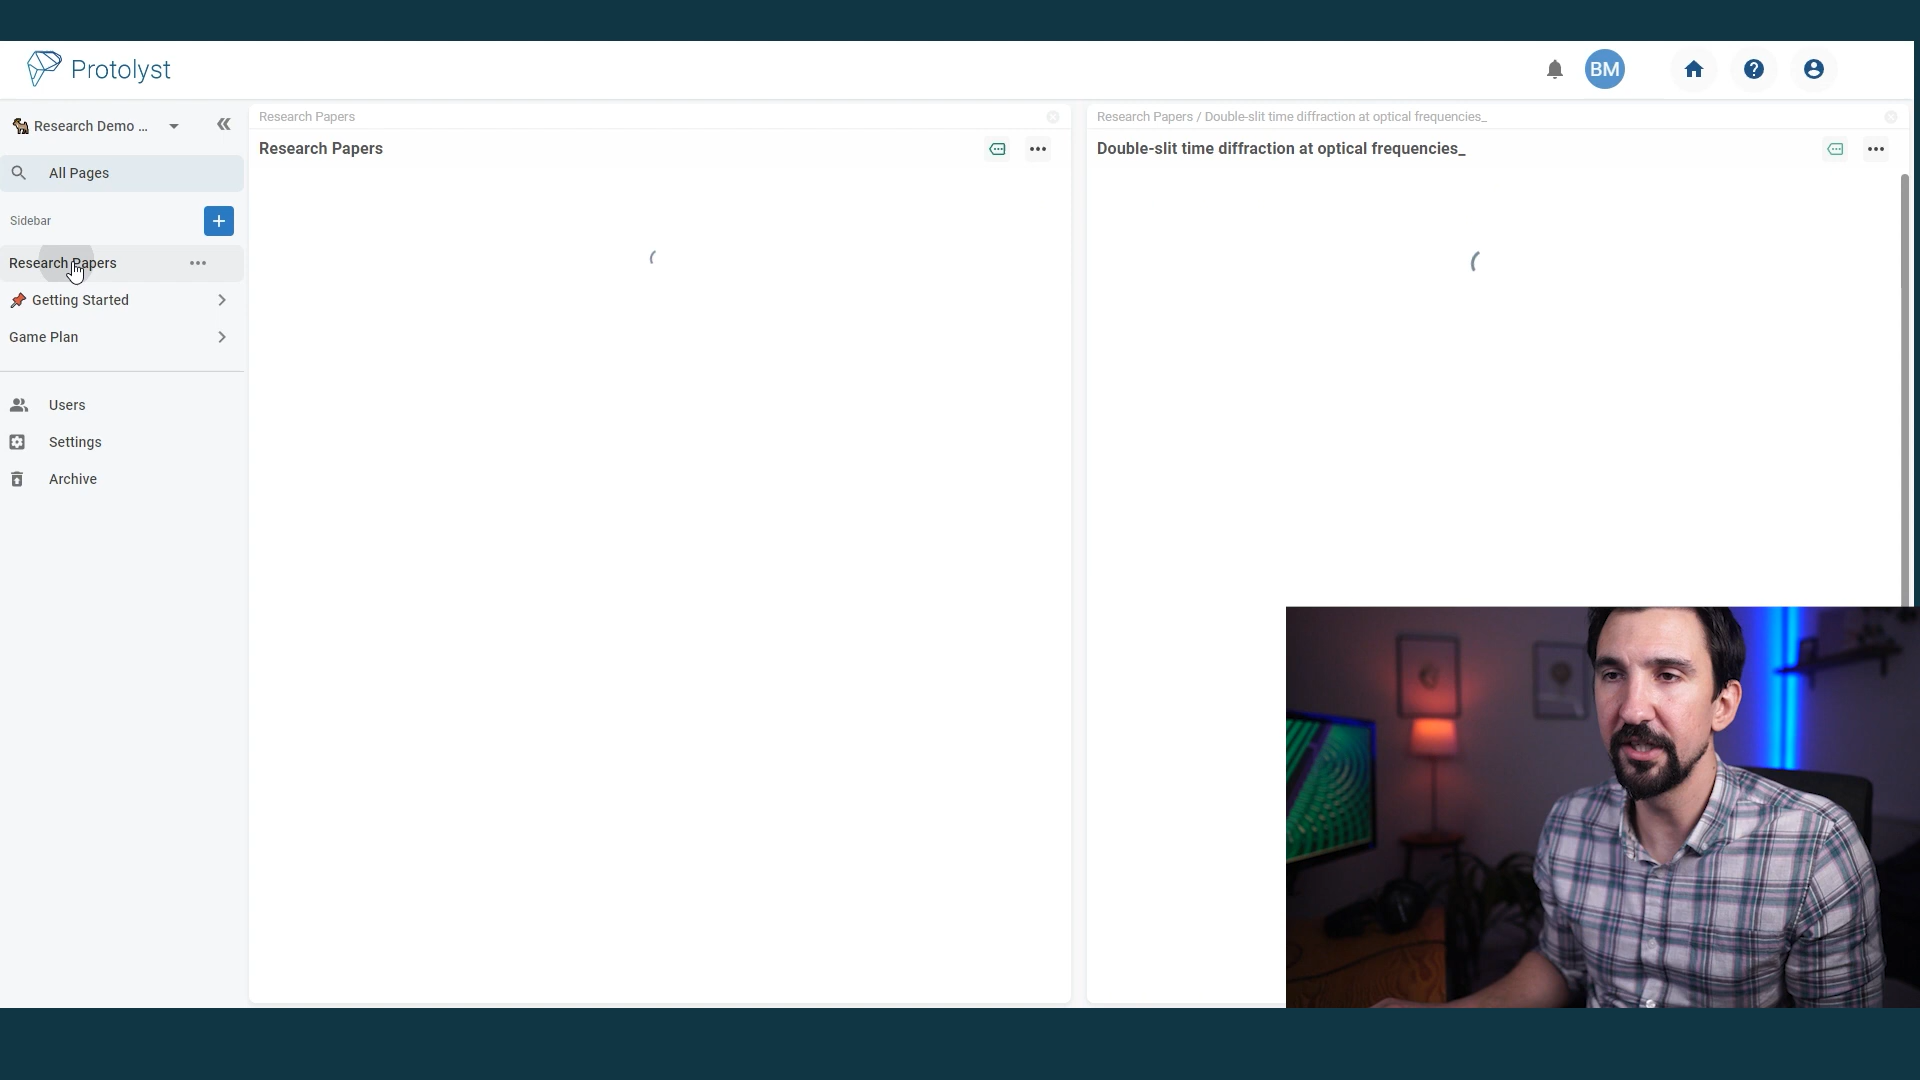 Protolyst
BM
Research Demo ...
All Pages
Sidebar
Research Papers
Getting Started
Game Plan
Users
Settings
Archive
Research Papers
Research Papers
Research Papers / Double-slit time diffraction at optical frequencies_
Double-slit time diffraction at optical frequencies_